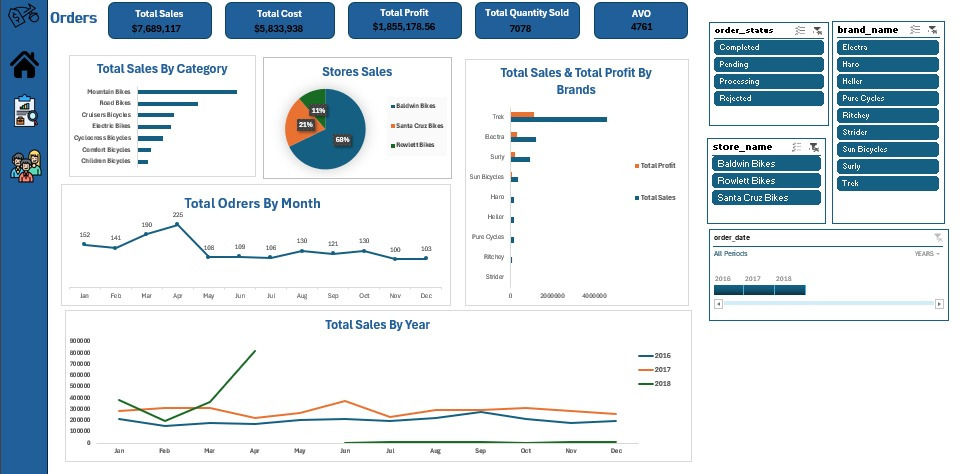 Orders
Total Sales
$7,689,117
Total Cost
$5,833,938
Total Profit
$1,855,178.56
Total Quantity Sold
7078
AVO
4761
Total Sales By Category
Mountain Bikes
Road Bikes
Cruisers Bicycles
Electric Bikes
Cyclocross Bicycles
Comfort Bicycles
Children Bicycles
Stores Sales
11%
21%
68%
Baldwin Bikes
Santa Cruz Bikes
Rowlett Bikes
Total Sales & Total Profit By
Brands
Trek
Electra
Surly
Sun Bicycles
Haro
Heller
Pure Cycles
Ritchey
Strider
0 2000000 4000000
Total Profit
Total Sales
Total Odrers By Month
152 141 190 225 108 109 106 130 121 130 100 103
Jan Feb Mar Apr May Jun Jul Aug Sep Oct Nov Dec
Total Sales By Year
900000
800000
700000
600000
500000
400000
300000
200000
100000
0
Jan Feb Mar Apr May Jun Jul Aug Sep Oct Nov Dec
2016
2017
2018
order_status
Completed
Pending
Processing
Rejected
brand_name
Electra
Haro
Heller
Pure Cycles
Ritchey
Strider
Sun Bicycles
Surly
Trek
store_name
Baldwin Bikes
Rowlett Bikes
Santa Cruz Bikes
order_date
All Periods YEARS
2016 2017 2018